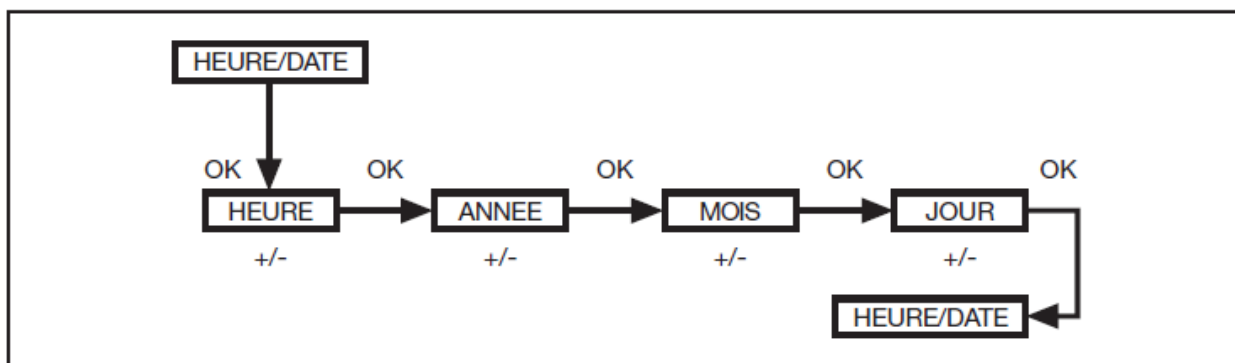 HEURE/DATE
OK OK OK OK OK
HEURE ANNEE MOIS JOUR
+/- +/- +/- +/-
HEURE/DATE